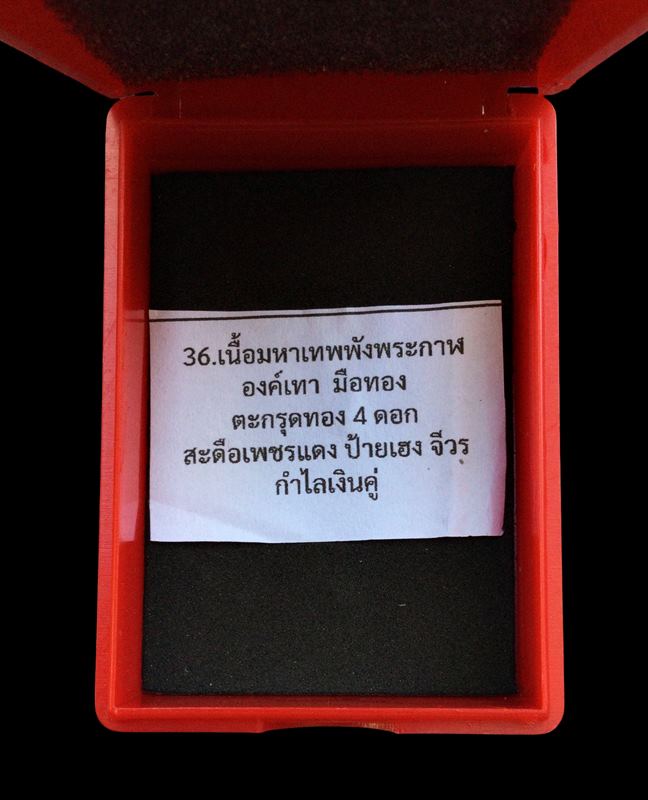 36.เนื้อมหาเทพพังพระกาฬ
องค์เทา มือทอง
ตะกรุดทอง 4 ดอก
สะดือเพชรแดง ป้ายเฮง จีวร
กำไลเงินคู่